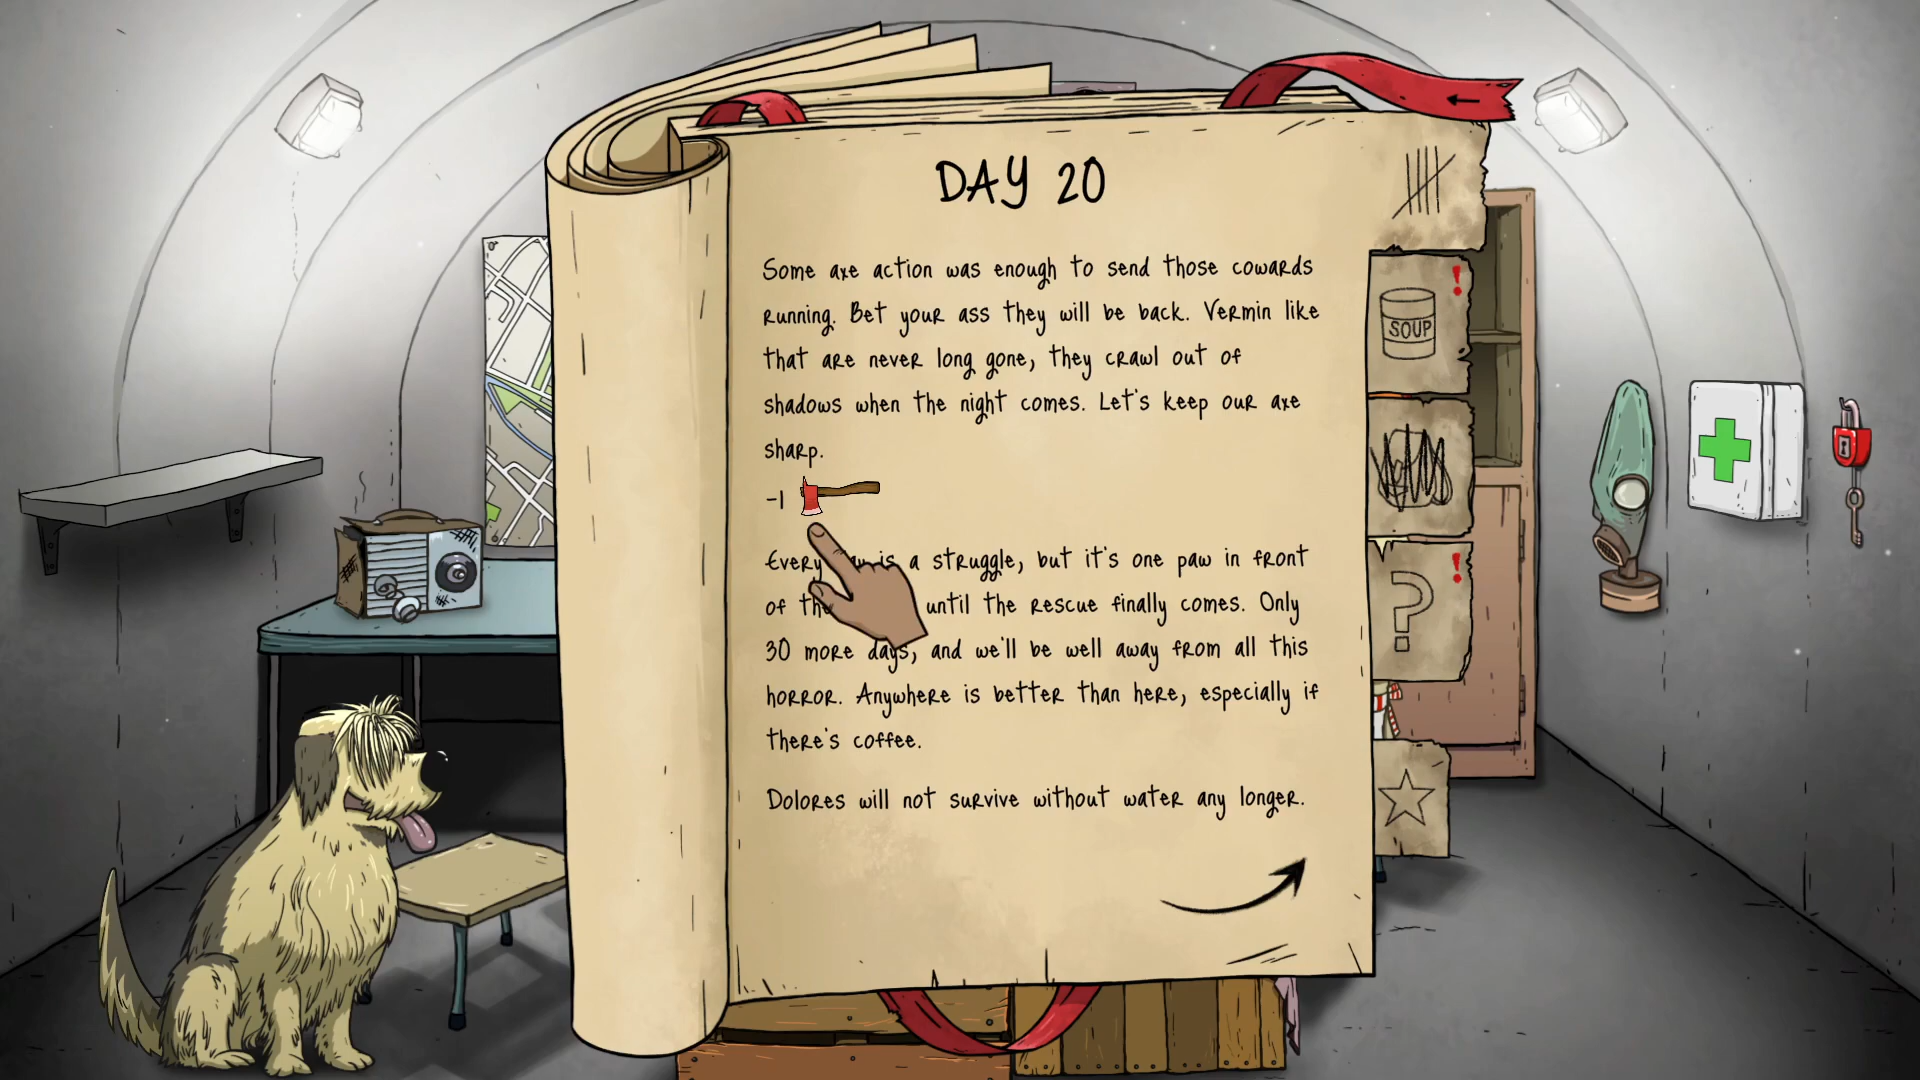 DAY 20
Some axe action was enough to send those cowards
running. Bet your ass they will be back. Vermin like
that are never long gone, they crawl out of
shadows when the night comes. Let's keep our axe
sharp.
-1
Every is a struggle, but it's one paw in front
of until the rescue finally comes. Only
30 more days, and we'll be well away from all this
horror. Anywhere is better than here, especially if
there's coffee.
Dolores will not survive without water any longer.
!
SOUP
!
?